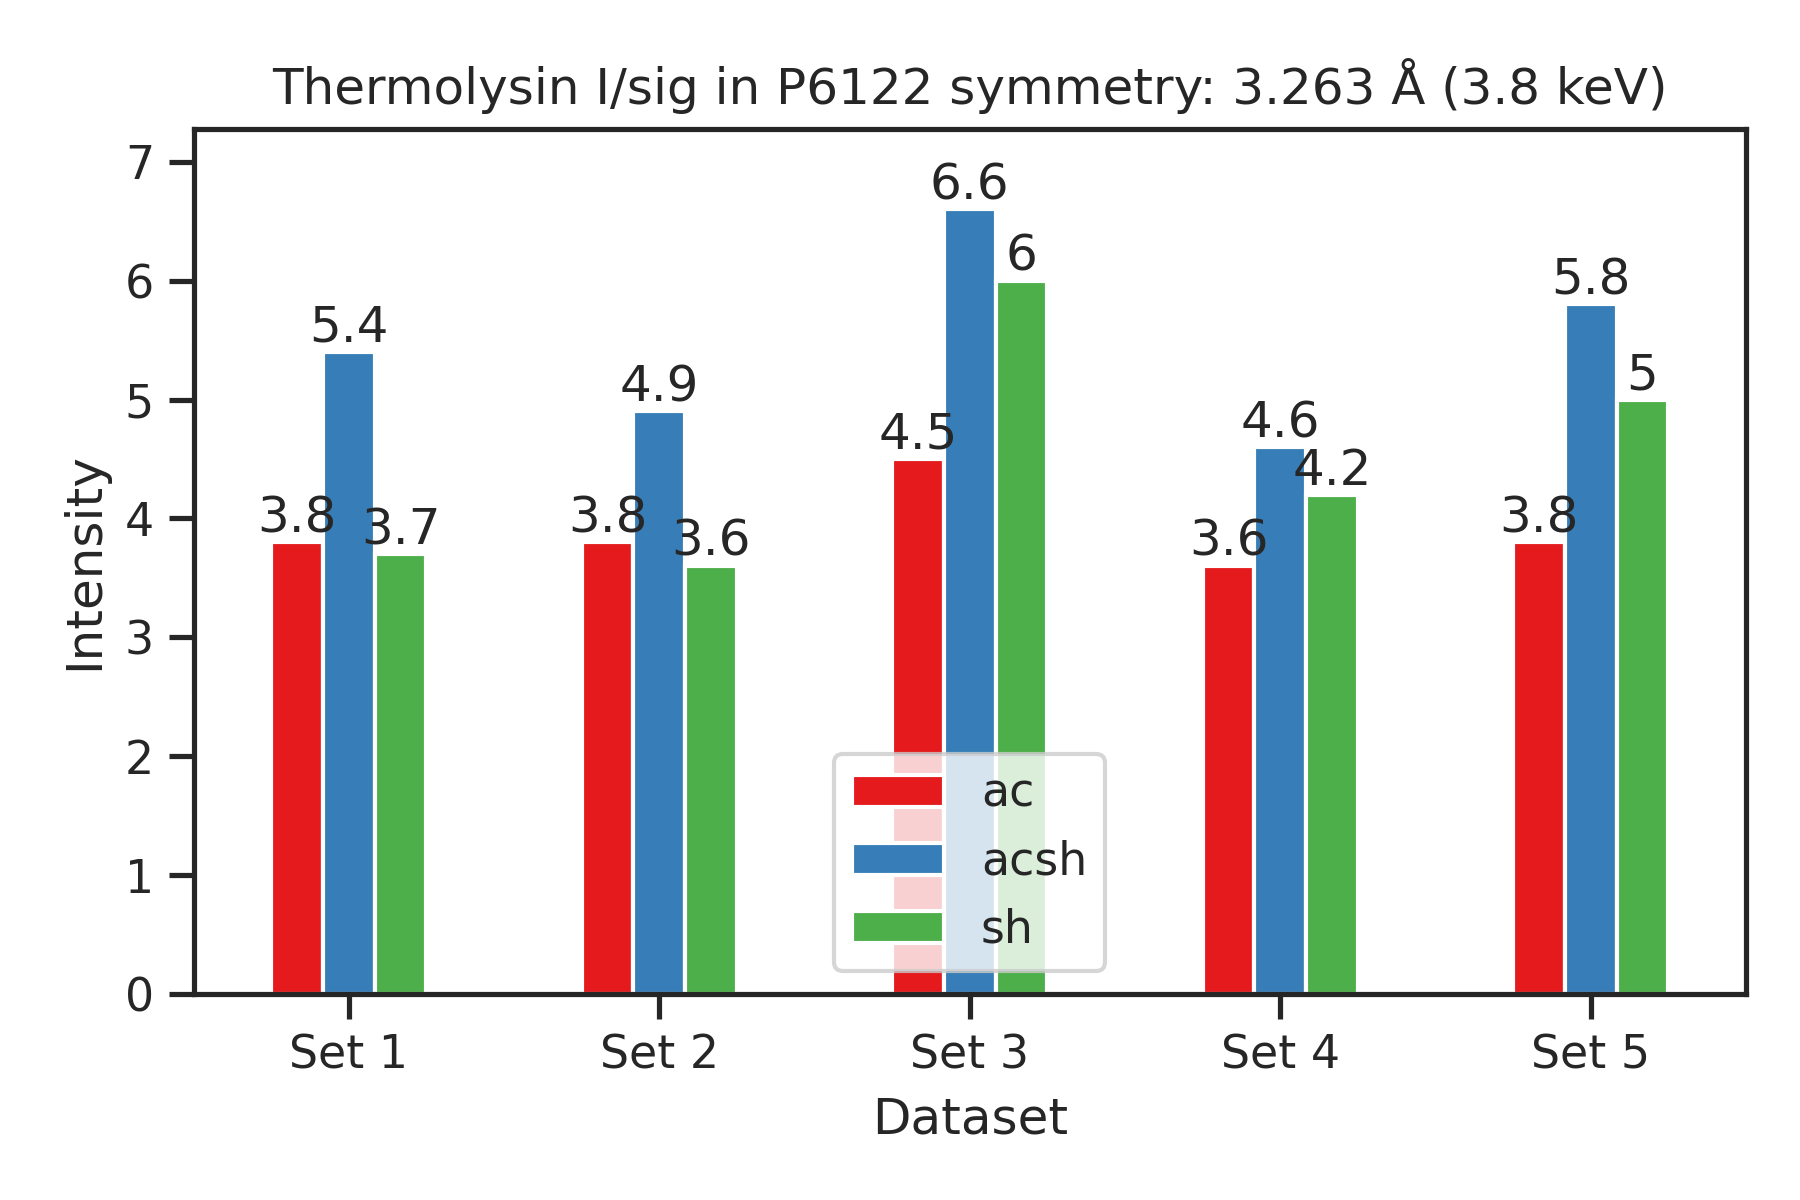 Thermolysin I/sig in P6122 symmetry: 3.263 Å (3.8 keV)
Intensity
7
6
5
4
3
2
1
0
3.8
5.4
3.7
3.8
4.9
3.6
4.5
6.6
6
3.6
4.6
4.2
3.8
5.8
5
ac
acsh
sh
Set 1
Set 2
Set 3
Set 4
Set 5
Dataset